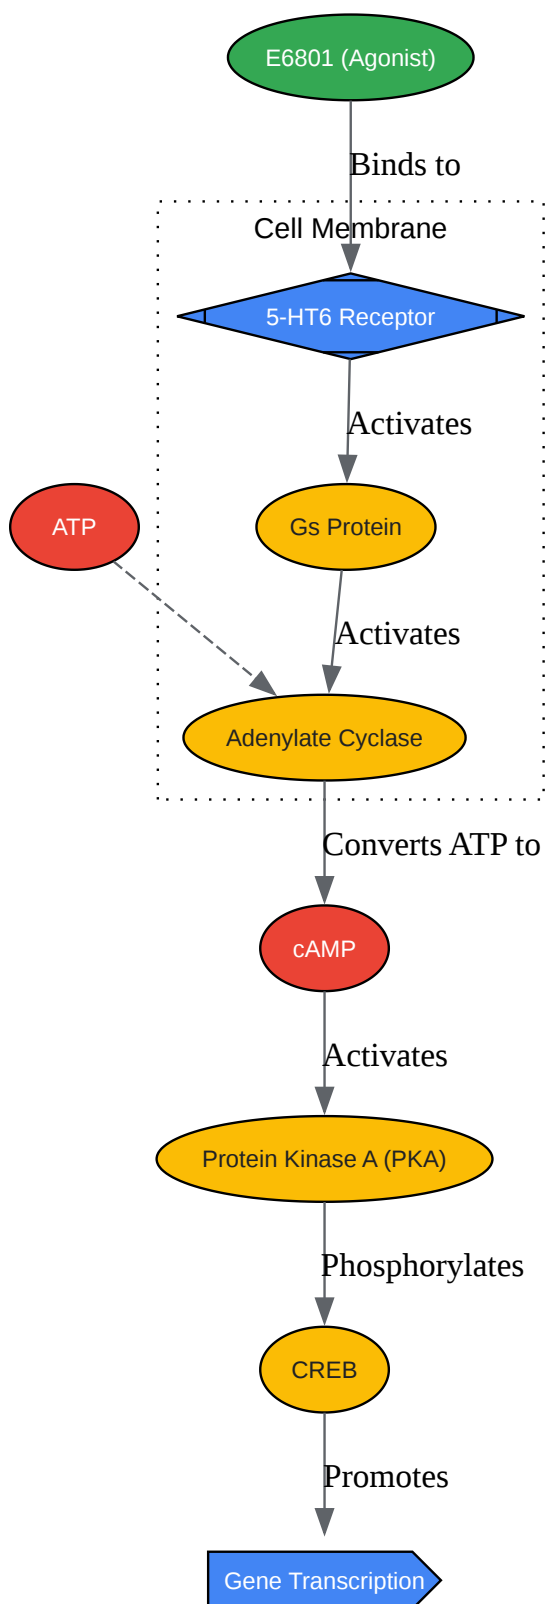 E6801 (Agonist)
Binds to
Cell Membrane
5-HT6 Receptor
Activates
ATP
Gs Protein
Activates
Adenylate Cyclase
Converts ATP to
cAMP
Activates
Protein Kinase A (PKA)
Phosphorylates
CREB
Promotes
Gene Transcription